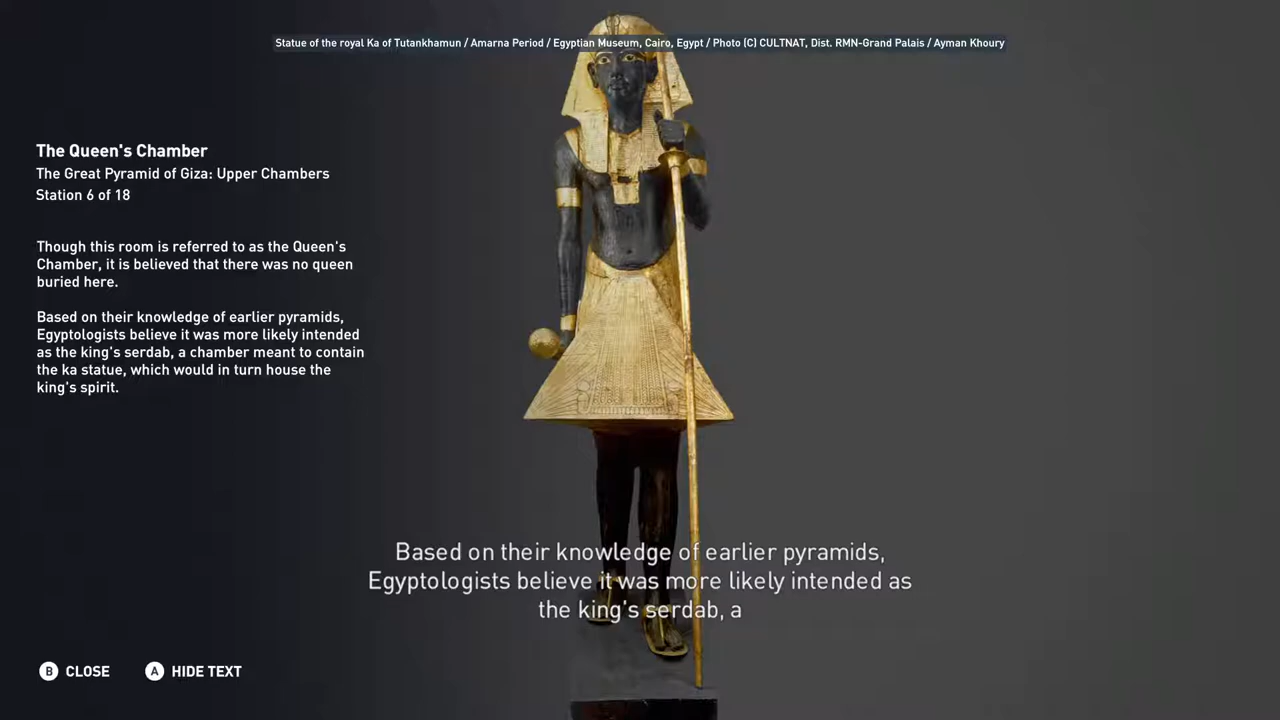 Statue of the royal Ka of Tutankhamun / Amarna Period / Egyptian Museum, Cairo, Egypt / Photo (C) CULTNAT, Dist. RMN-Grand Palais / Ayman Khoury
The Queen's Chamber
The Great Pyramid of Giza: Upper Chambers
Station 6 of 18
Though this room is referred to as the Queen's
Chamber, it is believed that there was no queen
buried here.
Based on their knowledge of earlier pyramids,
Egyptologists believe it was more likely intended
as the king's serdab, a chamber meant to contain
the ka statue, which would in turn house the
king's spirit.
Based on their knowledge of earlier pyramids,
Egyptologists believe it was more likely intended as
the king's serdab, a
B CLOSE A HIDE TEXT